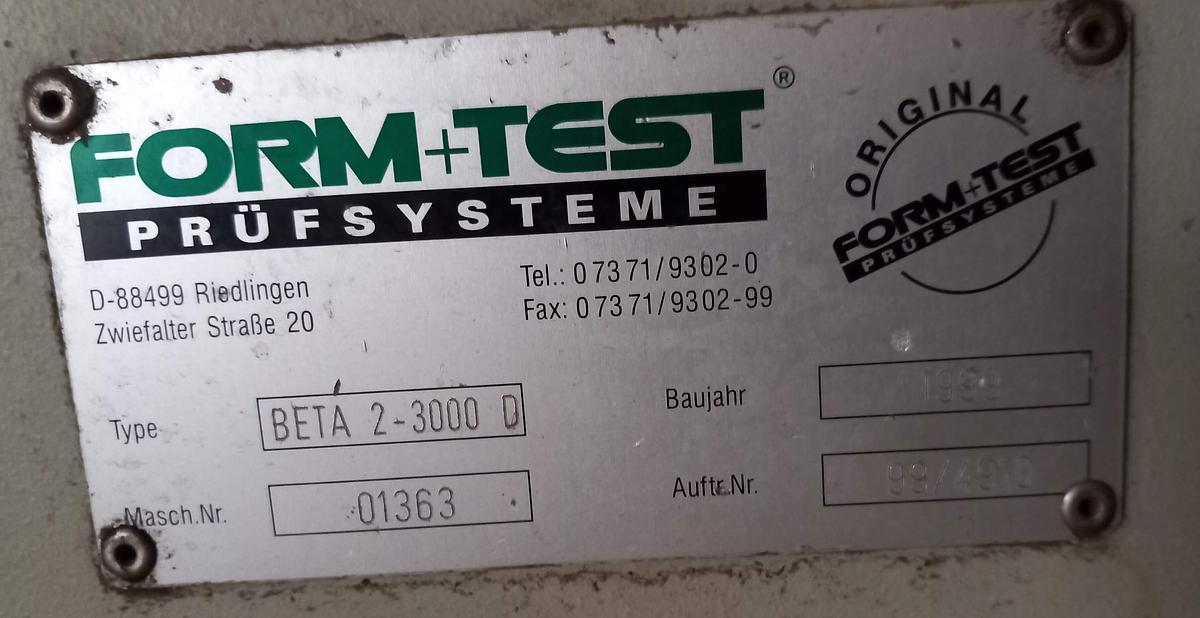 FORM+TEST®
PRÜFSYSTEME
ORIGINAL
FORM+TEST
PRÜFSYSTEME
D-88499 Riedlingen
Zwiefalter Straße 20
Tel.: 07371/9302-0
Fax: 07371/9302-99
Type BETA 2-3000 D
Masch.Nr. 01363
Baujahr
Auftr.Nr.